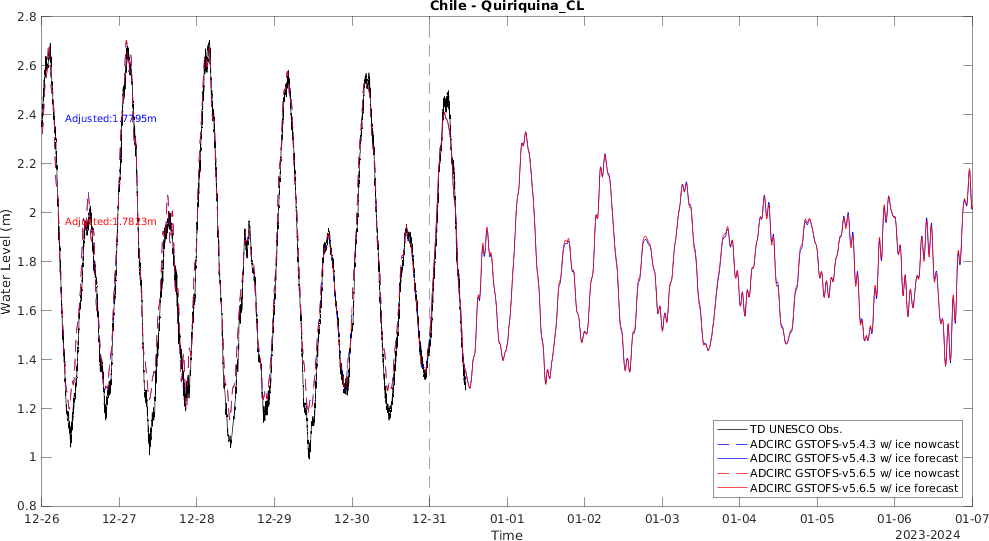 Chile - Quiriquina_CL
2.8
2.6
2.4
2.2
2
1.8
1.6
1.4
1.2
1
0.8
Water Level (m)
Adjusted:1.7795m
Adjusted:1.7823m
TD UNESCO Obs.
ADCIRC GSTOFS-v5.4.3 w/ ice nowcast
ADCIRC GSTOFS-v5.4.3 w/ ice forecast
ADCIRC GSTOFS-v5.6.5 w/ ice nowcast
ADCIRC GSTOFS-v5.6.5 w/ ice forecast
12-26 12-27 12-28 12-29 12-30 12-31 01-01 01-02 01-03 01-04 01-05 01-06 01-07
Time
2023-2024